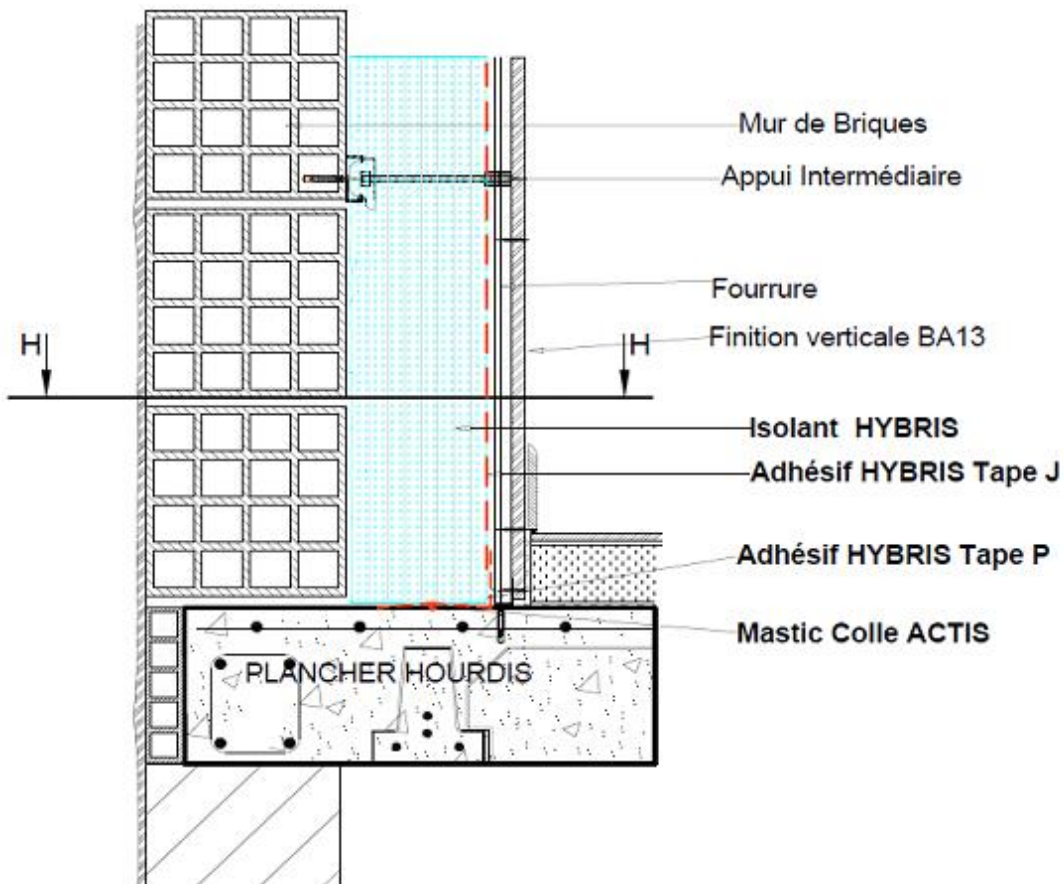 Mur de Briques
Appui Intermédiaire
Fourrure
H
H
Finition verticale BA13
Isolant HYBRIS
Adhésif HYBRIS Tape J
Adhésif HYBRIS Tape P
Mastic Colle ACTIS
PLANCHER HOURDIS